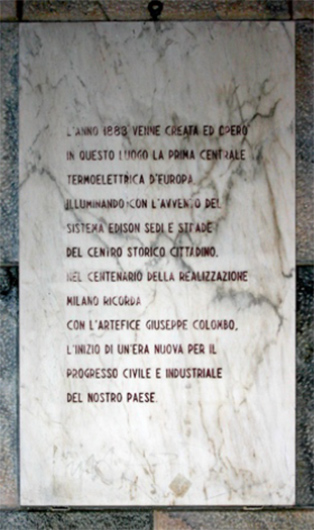 L'ANNO 1883 VENNE CREATA ED OPERÒ
IN QUESTO LUOGO LA PRIMA CENTRALE
TERMOELETTRICA D'EUROPA
ILLUMINANDO CON L'AVVENTO DEL
SISTEMA EDISON SEDI E STRADE
DEL CENTRO STORICO CITTADINO.
NEL CENTENARIO DELLA REALIZZAZIONE
MILANO RICORDA
CON L'ARTEFICE GIUSEPPE COLOMBO,
L'INIZIO DI UN'ERA NUOVA PER IL
PROGRESSO CIVILE E INDUSTRIALE
DEL NOSTRO PAESE.